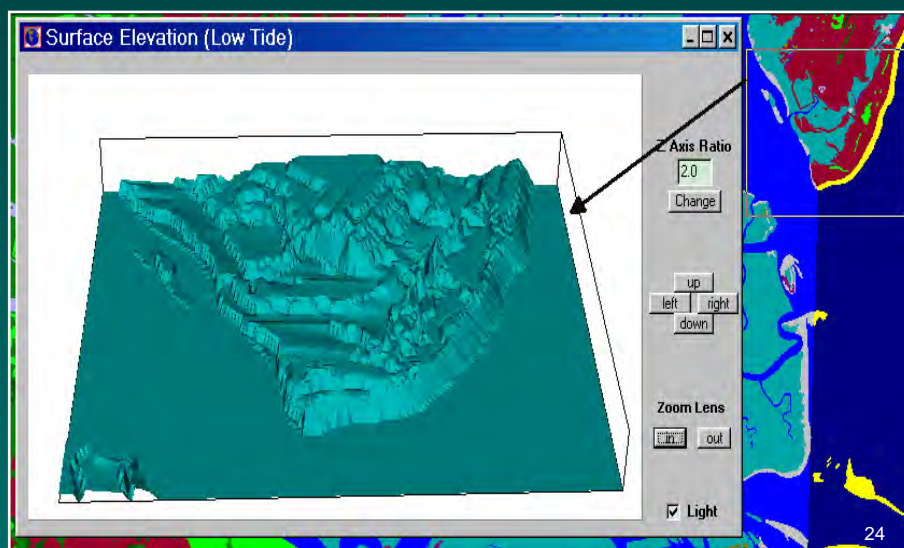 Surface Elevation (Low Tide)
Z Axis Ratio
2.0
Change
up
left right
down
Zoom Lens
in out
Light
24